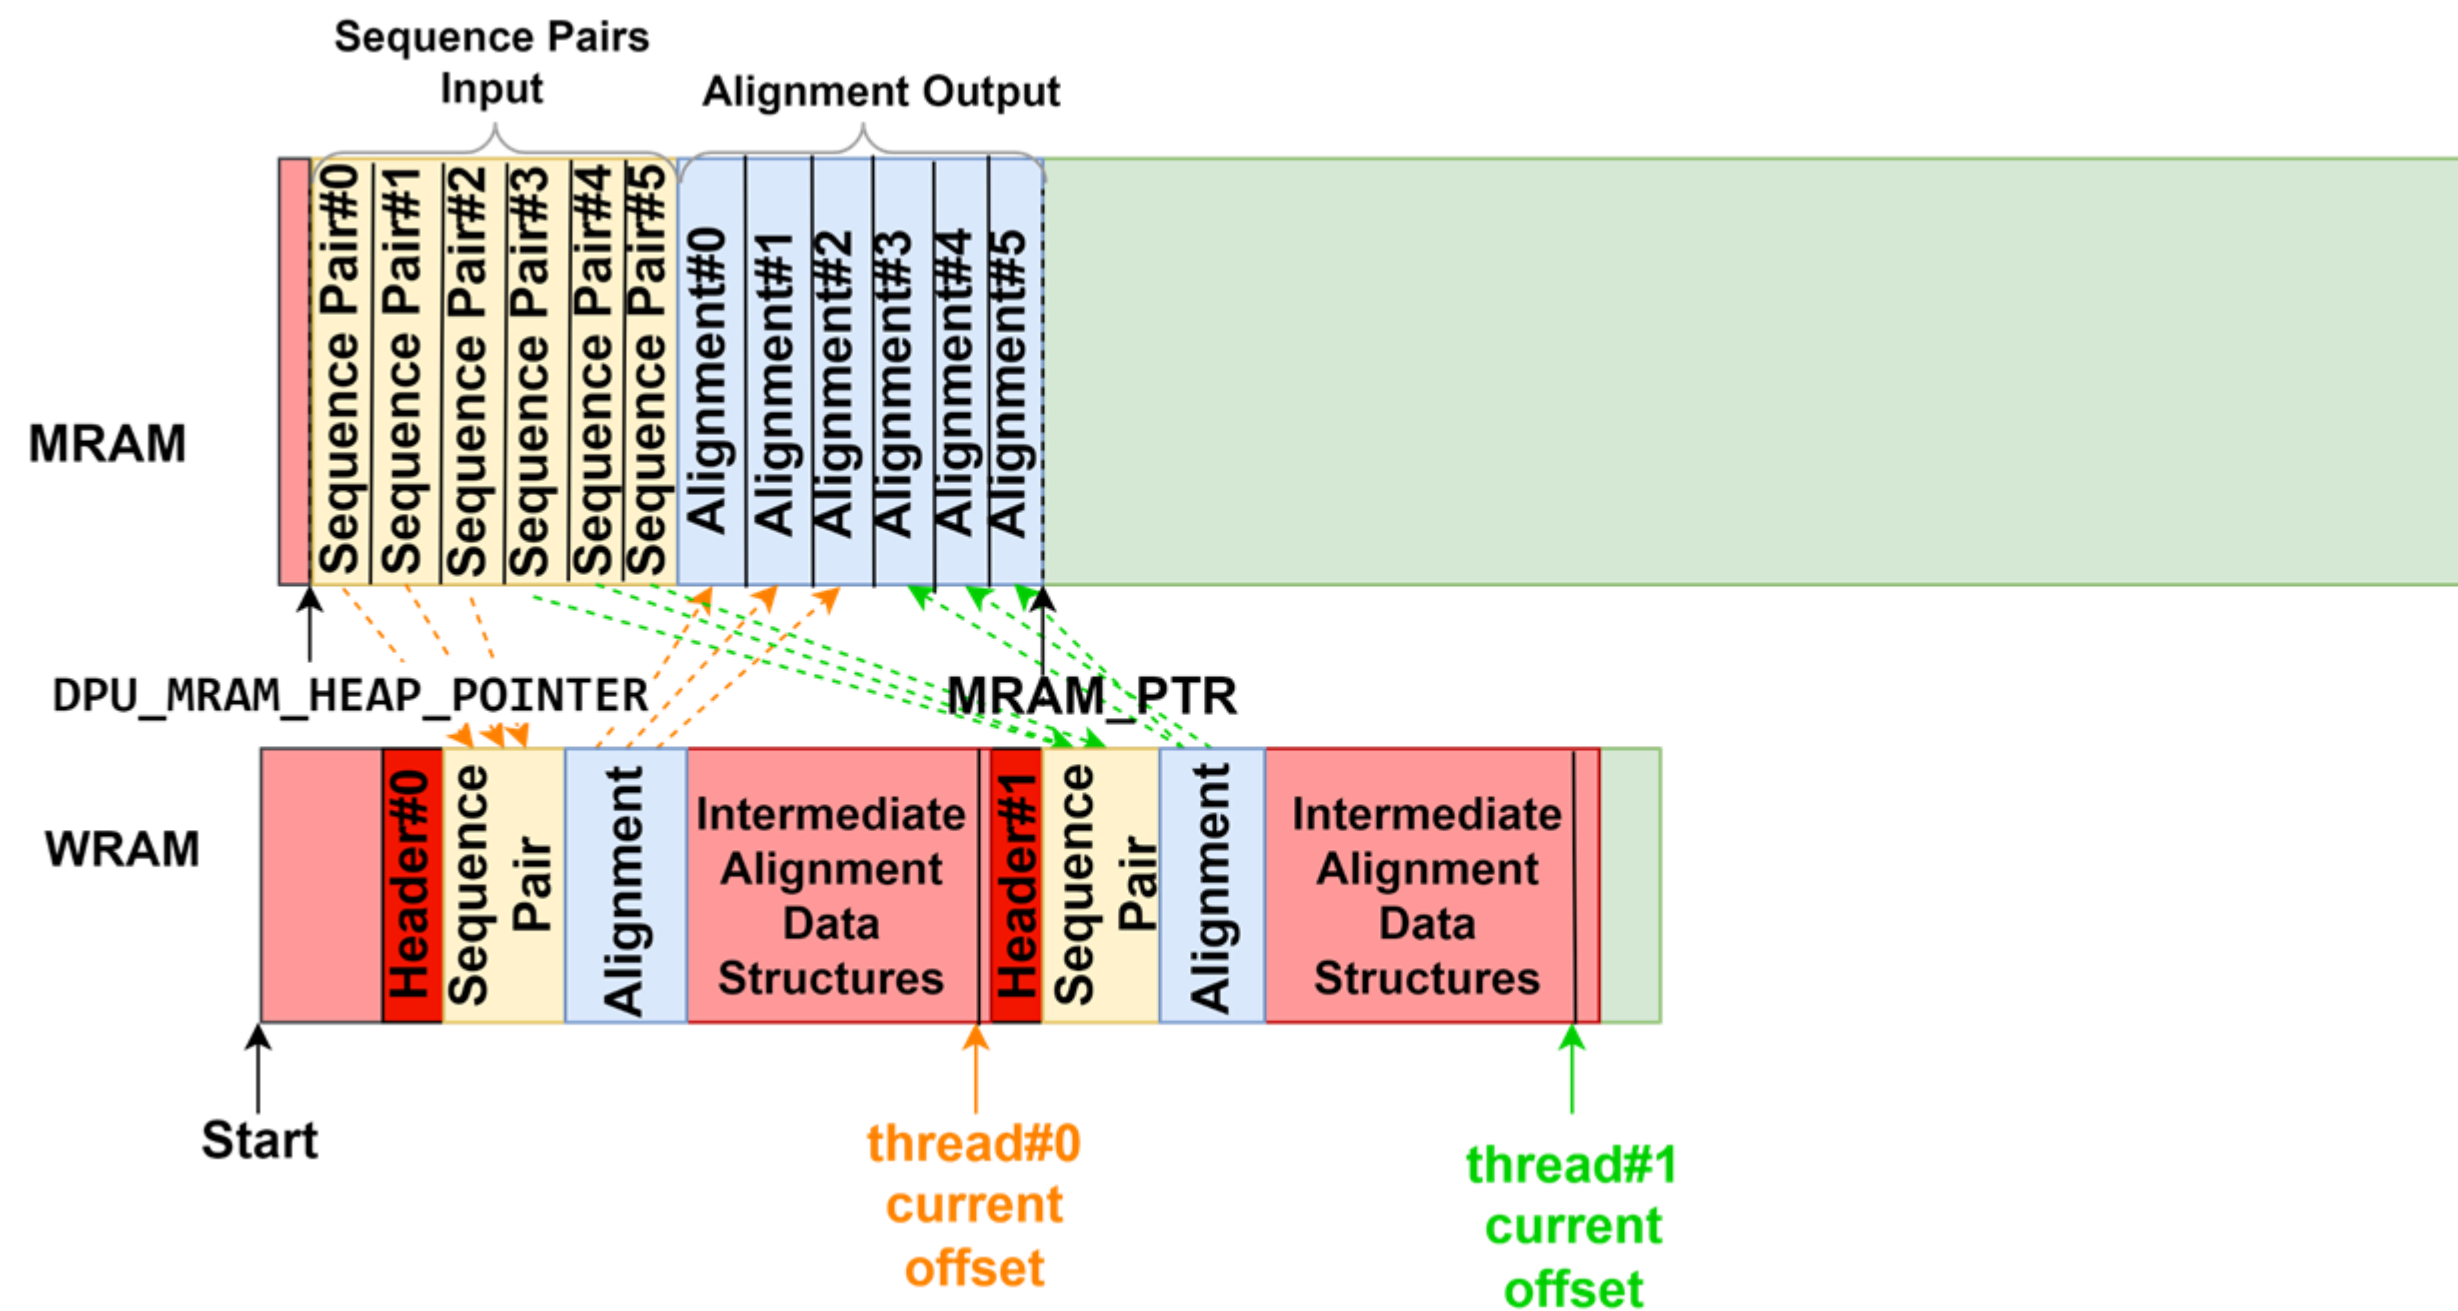 Sequence Pairs
Input
Alignment Output
MRAM
Sequence Pair#0
Sequence Pair#1
Sequence Pair#2
Sequence Pair#3
Sequence Pair#4
Sequence Pair#5
Alignment#0
Alignment#1
Alignment#2
Alignment#3
Alignment#4
Alignment#5
DPU_MRAM_HEAP_POINTER
MRAM_PTR
WRAM
Header#0
Sequence
Pair
Alignment
Intermediate
Alignment
Data
Structures
Header#1
Sequence
Pair
Alignment
Intermediate
Alignment
Data
Structures
Start
thread#0
current
offset
thread#1
current
offset